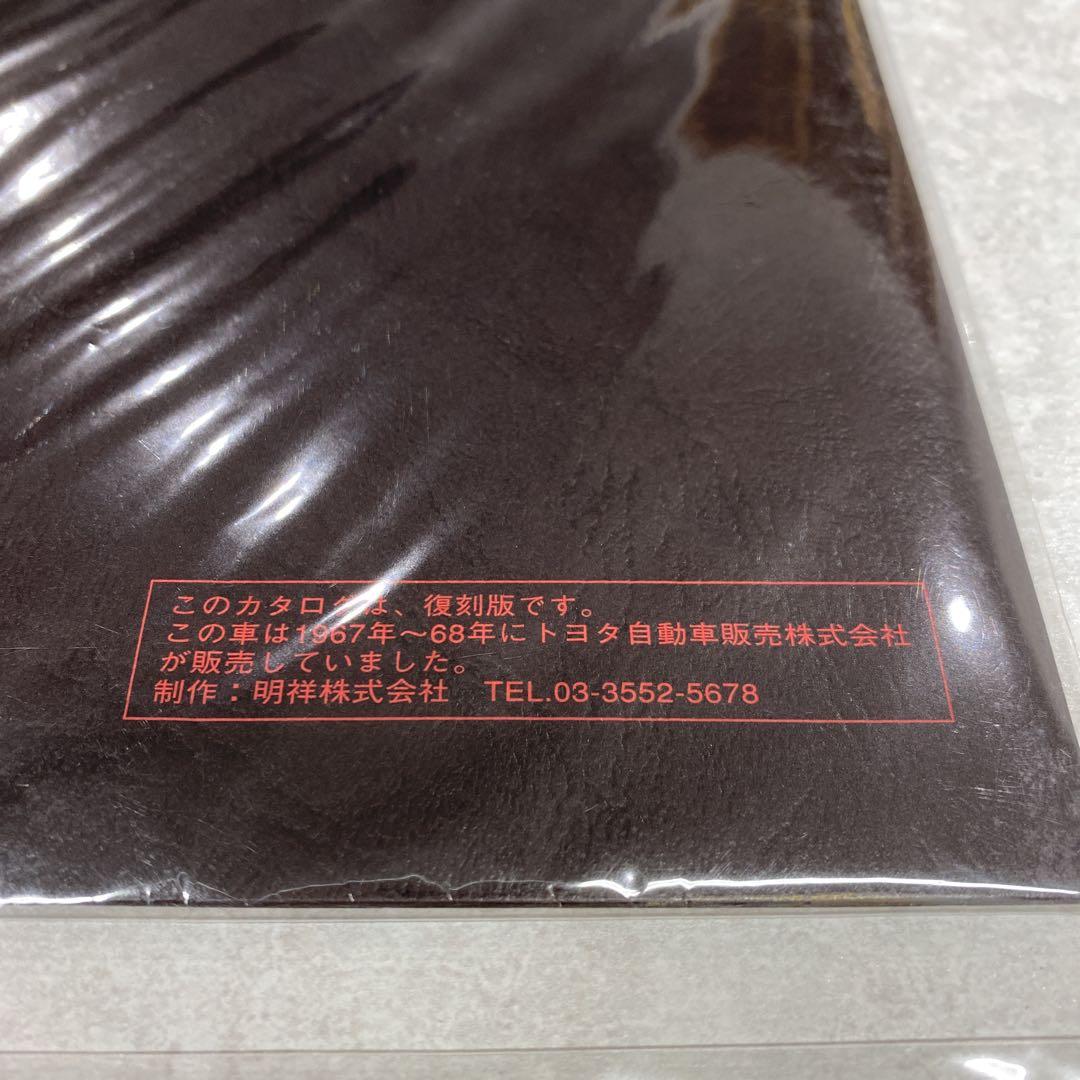 このカタログは、復刻版です。
この車は1967年～68年にトヨタ自動車販売株式会社
が販売していました。
制作：明祥株式会社　TEL.03-3552-5678